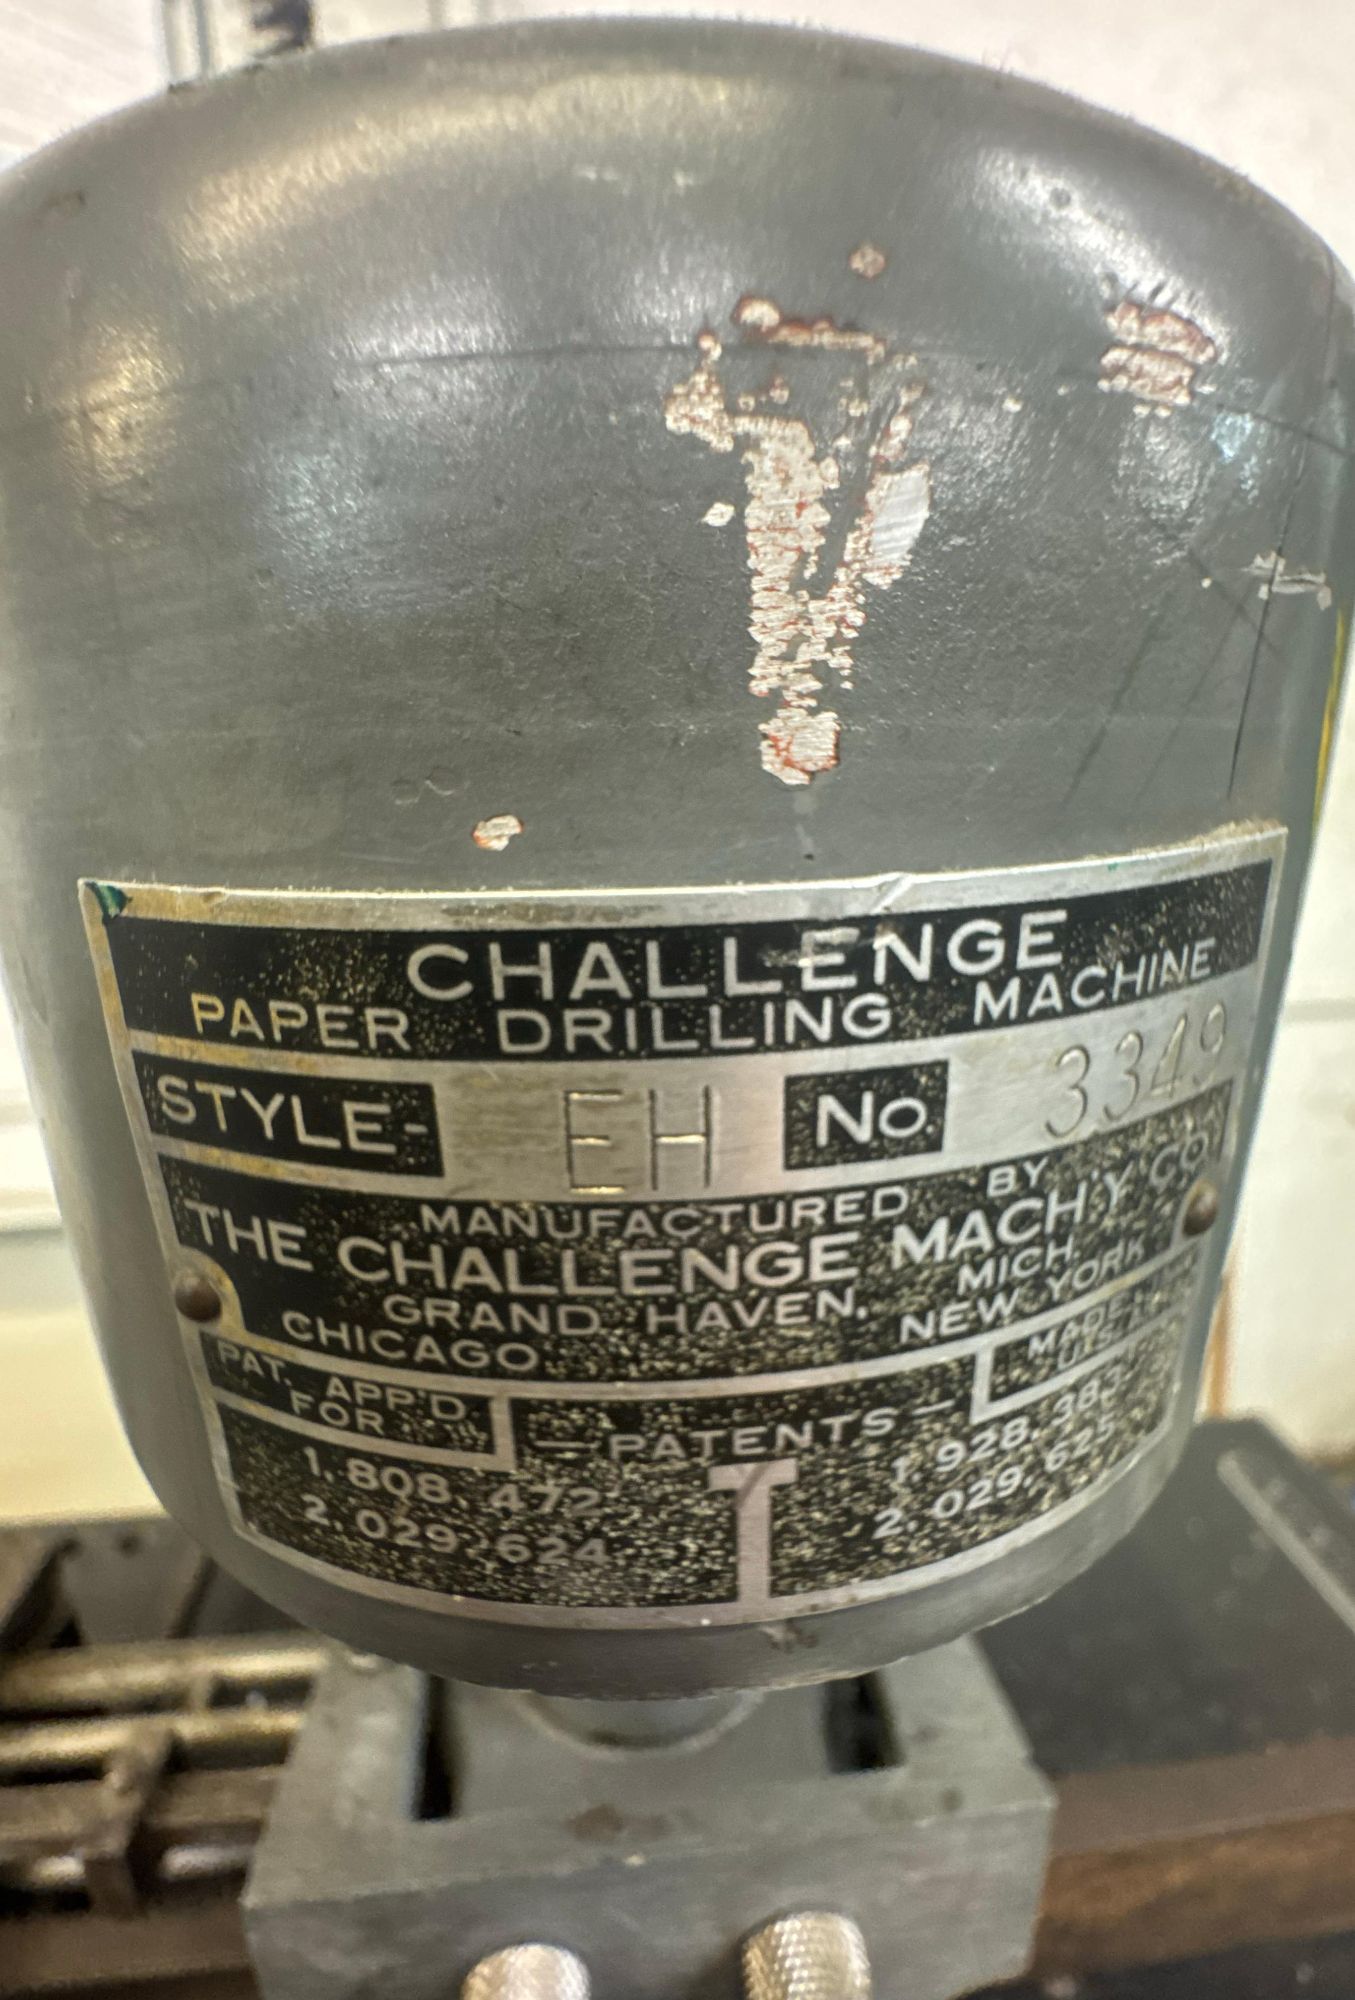 CHALLENGE
PAPER DRILLING MACHINE
STYLE- EH No. 3349
MANUFACTURED BY
THE CHALLENGE MACH'Y CO.
GRAND HAVEN, MICH.
CHICAGO NEW YORK
PAT. APP'D
FOR
MADE IN
U.S.A.
— PATENTS —
1.808.472 1.928.383
2.029.624 2.029.625